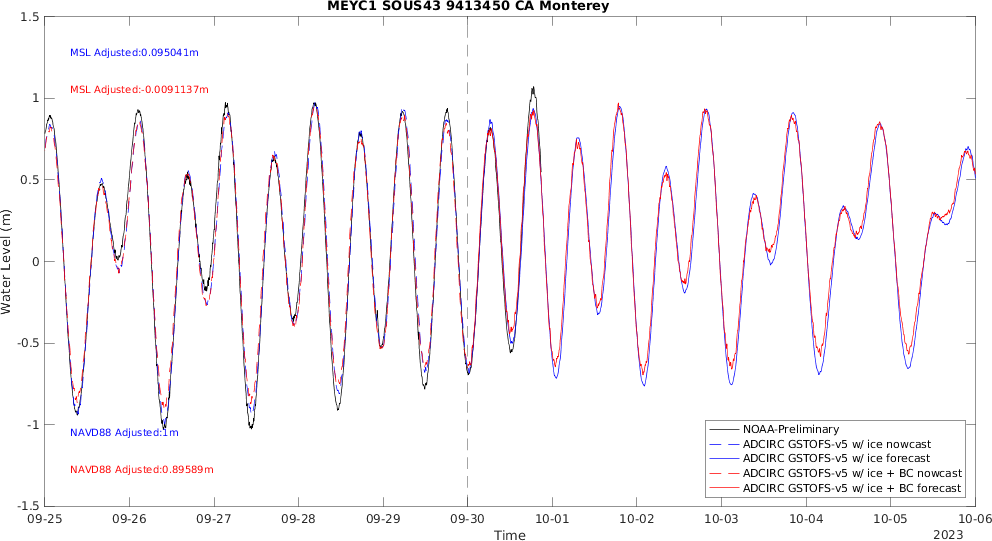 MEYC1 SOUS43 9413450 CA Monterey
1.5
MSL Adjusted:0.095041m
MSL Adjusted:-0.0091137m
1
0.5
Water Level (m)
0
-0.5
-1
NAVD88 Adjusted:1m
NAVD88 Adjusted:0.89589m
-1.5
NOAA-Preliminary
ADCIRC GSTOFS-v5 w/ ice nowcast
ADCIRC GSTOFS-v5 w/ ice forecast
ADCIRC GSTOFS-v5 w/ ice + BC nowcast
ADCIRC GSTOFS-v5 w/ ice + BC forecast
09-25 09-26 09-27 09-28 09-29 09-30 10-01 10-02 10-03 10-04 10-05 10-06
Time
2023